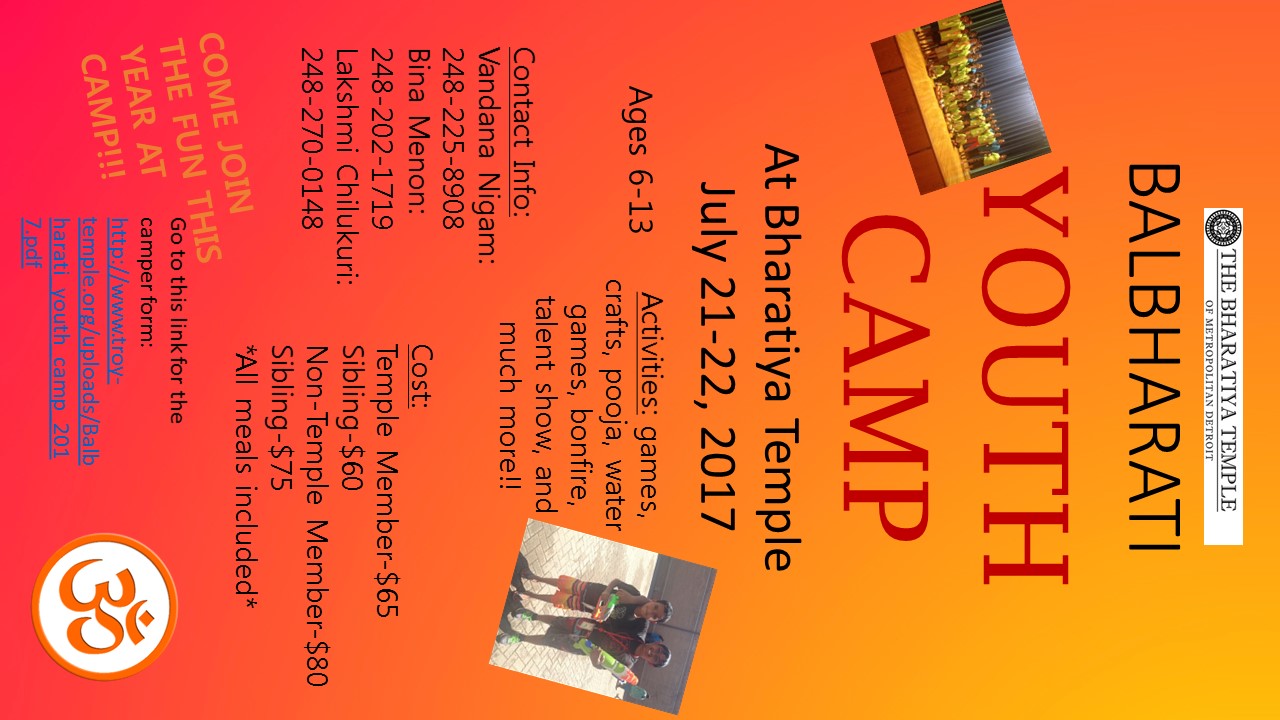 THE BHARATIYA TEMPLE
OF METROPOLITAN DETROIT
BALBHARATI
YOUTH
CAMP
At Bharatiya Temple
July 21-22, 2017
Ages 6-13
Activities: games,
crafts, pooja, water
games, bonfire,
talent show, and
much more!!
Contact Info:
Vandana Nigam:
248-225-8908
Bina Menon:
248-202-1719
Lakshmi Chilukuri:
248-270-0148
Cost:
Temple Member-$65
Sibling-$60
Non-Temple Member-$80
Sibling-$75
*All meals included*
COME JOIN
THE FUN THIS
YEAR AT
CAMP!!!
Go to this link for the
camper form:
http://www.troy-
temple.org/uploads/Balb
harati_youth_camp_201
7.pdf
ॐ